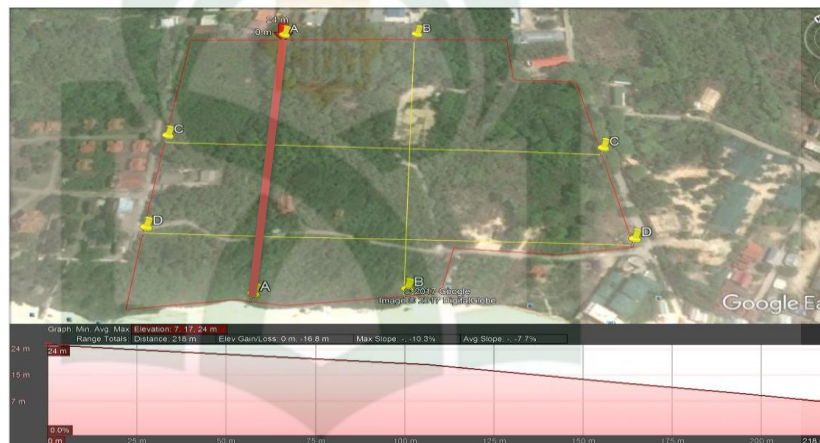 24 m
0 m
A
B
C
C
D
D
A
B
© 2017 Google
Image © 2017 DigitalGlobe
Google Ea
Graph: Min, Avg, Max Elevation: 7, 17, 24 m
Range Totals: Distance: 218 m Elev Gain/Loss: 0 m, -16.8 m Max Slope: -, -10.3% Avg Slope: -, -7.7%
24 m
24 m
15 m
7 m
0.0%
0 m 25 m 50 m 75 m 100 m 125 m 150 m 175 m 200 m 218